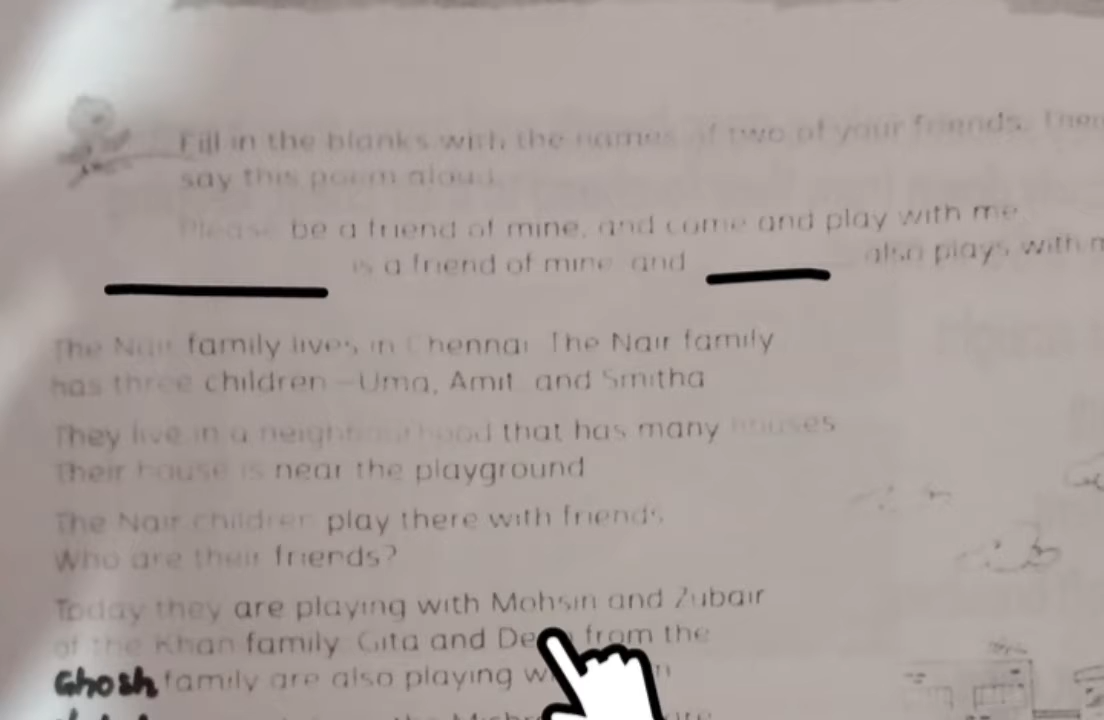 Fill in the blanks with the names of two of your friends. Then
say this poem aloud.
Please be a friend of mine, and come and play with me
is a friend of mine and
also plays with
The Nair family lives in Chennai. The Nair family
has three children – Uma, Amit and Smitha
They live in a neighbourhood that has many houses
Their house is near the playground
The Nair children play there with friends
Who are their friends?
Today they are playing with Mohsin and Zubair
of the Khan family. Gita and from the
Ghosh family are also playing
the